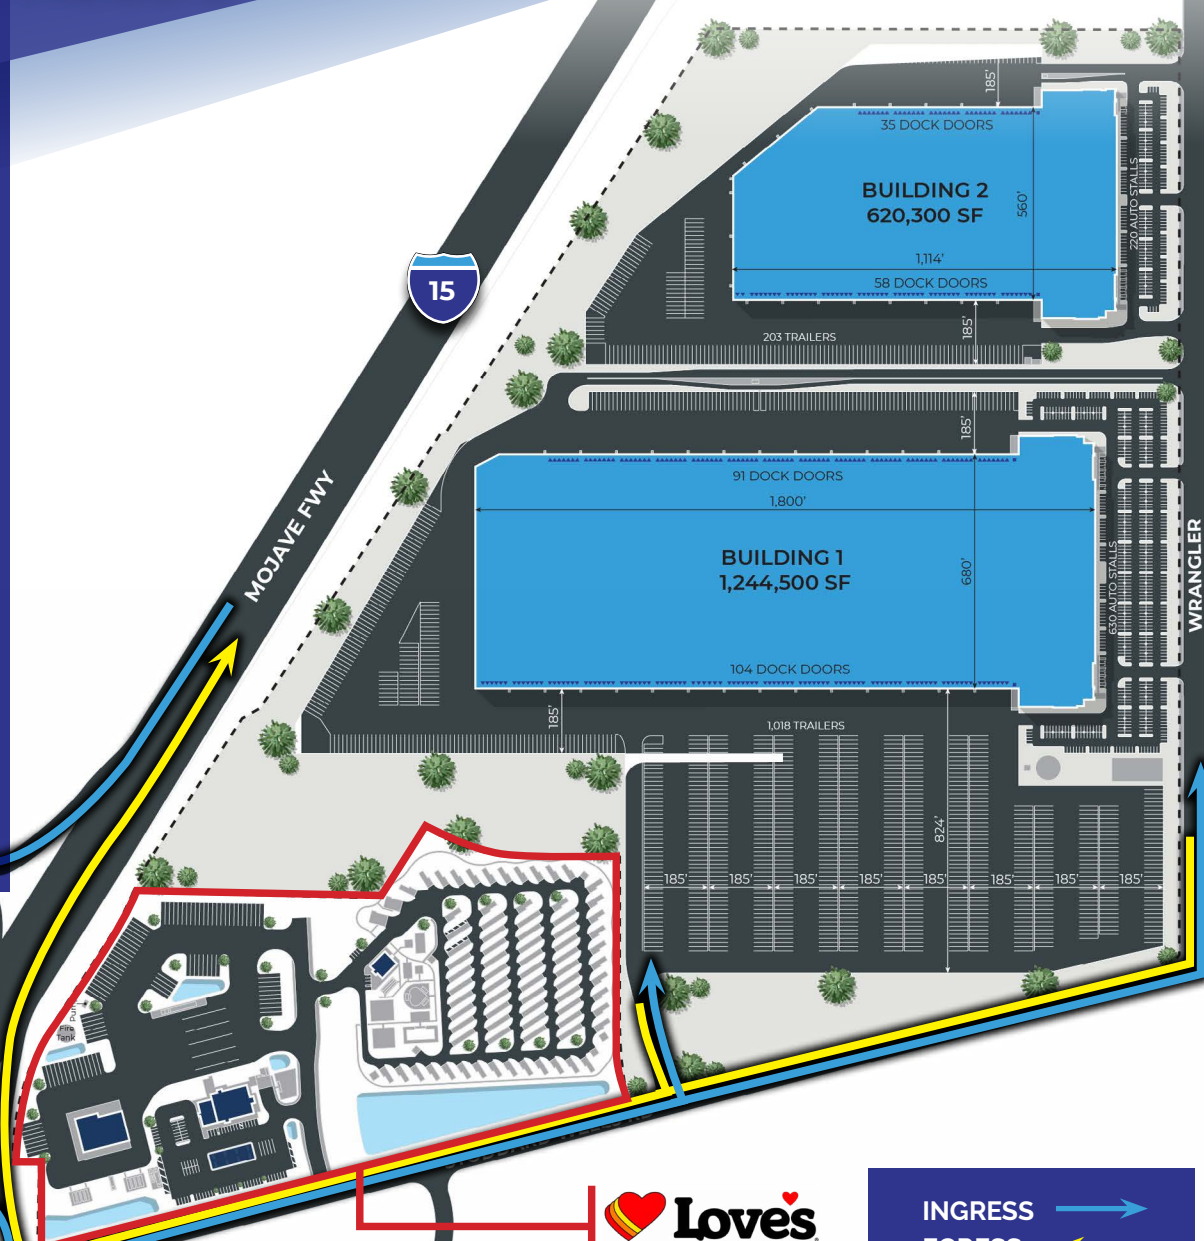 185'
35 DOCK DOORS
BUILDING 2
620,300 SF
560'
220 AUTO STALLS
1,114'
58 DOCK DOORS
15
203 TRAILERS
185'
185'
91 DOCK DOORS
1,800'
MOJAVE FWY
BUILDING 1
1,244,500 SF
680'
630 AUTO STALLS
WRANGLER
104 DOCK DOORS
185'
1,018 TRAILERS
824'
185'
185'
185'
185'
185'
185'
185'
185'
Fire
Tank
Love's
INGRESS
EGRESS